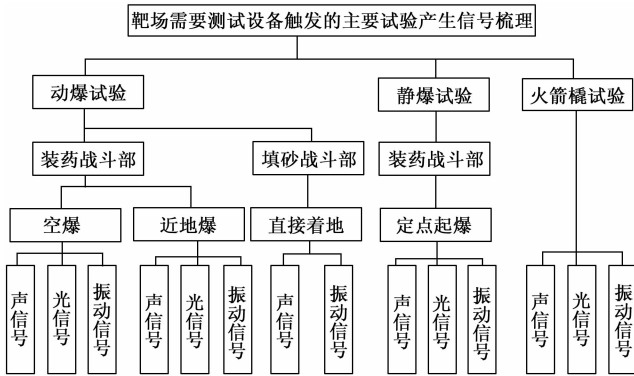 靶场需要测试设备触发的主要试验产生信号梳理
动爆试验
静爆试验
火箭橇试验
装药战斗部
填砂战斗部
装药战斗部
空爆
近地爆
直接着地
定点起爆
声信号
光信号
振动信号
声信号
光信号
振动信号
声信号
振动信号
声信号
光信号
振动信号
声信号
光信号
振动信号